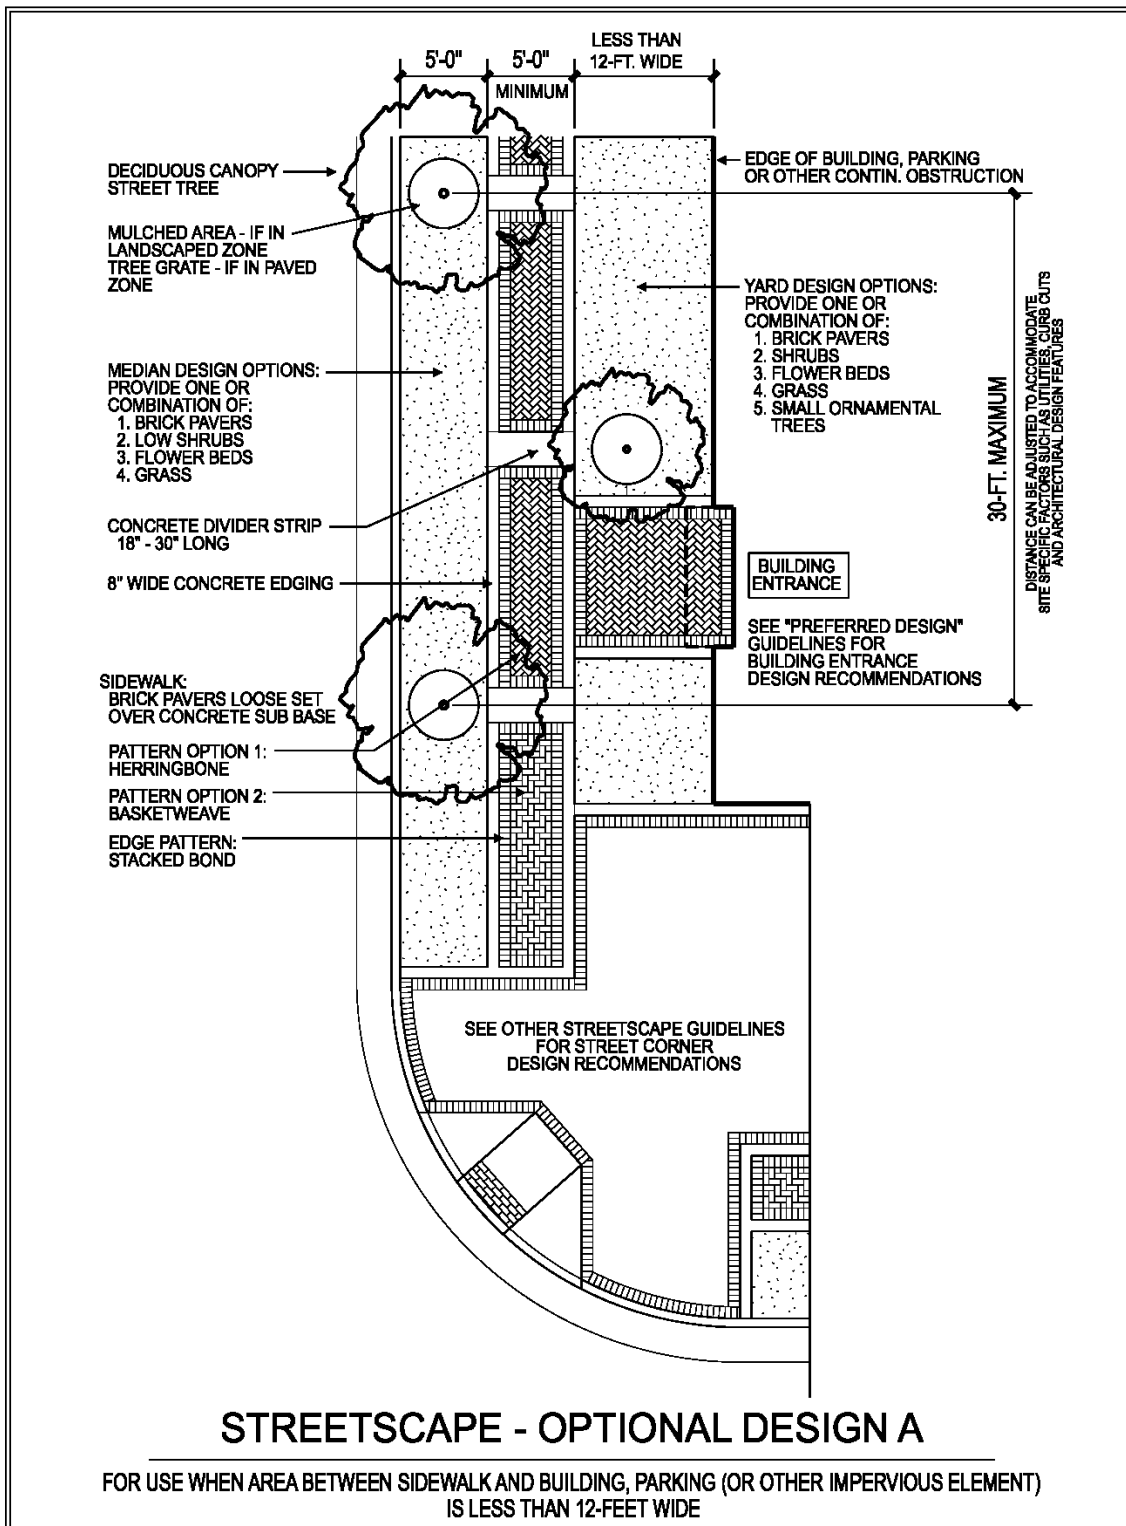 5'-0"
5'-0"
MINIMUM
LESS THAN
12-FT. WIDE
DECIDUOUS CANOPY
STREET TREE
MULCHED AREA - IF IN
LANDSCAPED ZONE
TREE GRATE - IF IN PAVED
ZONE
MEDIAN DESIGN OPTIONS:
PROVIDE ONE OR
COMBINATION OF:
1. BRICK PAVERS
2. LOW SHRUBS
3. FLOWER BEDS
4. GRASS
CONCRETE DIVIDER STRIP
18" - 30" LONG
8" WIDE CONCRETE EDGING
SIDEWALK:
BRICK PAVERS LOOSE SET
OVER CONCRETE SUB BASE
PATTERN OPTION 1:
HERRINGBONE
PATTERN OPTION 2:
BASKETWEAVE
EDGE PATTERN:
STACKED BOND
EDGE OF BUILDING, PARKING
OR OTHER CONTIN. OBSTRUCTION
YARD DESIGN OPTIONS:
PROVIDE ONE OR
COMBINATION OF:
1. BRICK PAVERS
2. SHRUBS
3. FLOWER BEDS
4. GRASS
5. SMALL ORNAMENTAL
TREES
BUILDING
ENTRANCE
SEE "PREFERRED DESIGN"
GUIDELINES FOR
BUILDING ENTRANCE
DESIGN RECOMMENDATIONS
30-FT. MAXIMUM
DISTANCE CAN BE ADJUSTED TO ACCOMMODATE
SITE SPECIFIC FACTORS SUCH AS UTILITIES, CURB CUTS
AND ARCHITECTURAL DESIGN FEATURES
SEE OTHER STREETSCAPE GUIDELINES
FOR STREET CORNER
DESIGN RECOMMENDATIONS
STREETSCAPE - OPTIONAL DESIGN A
FOR USE WHEN AREA BETWEEN SIDEWALK AND BUILDING, PARKING (OR OTHER IMPERVIOUS ELEMENT)
IS LESS THAN 12-FEET WIDE